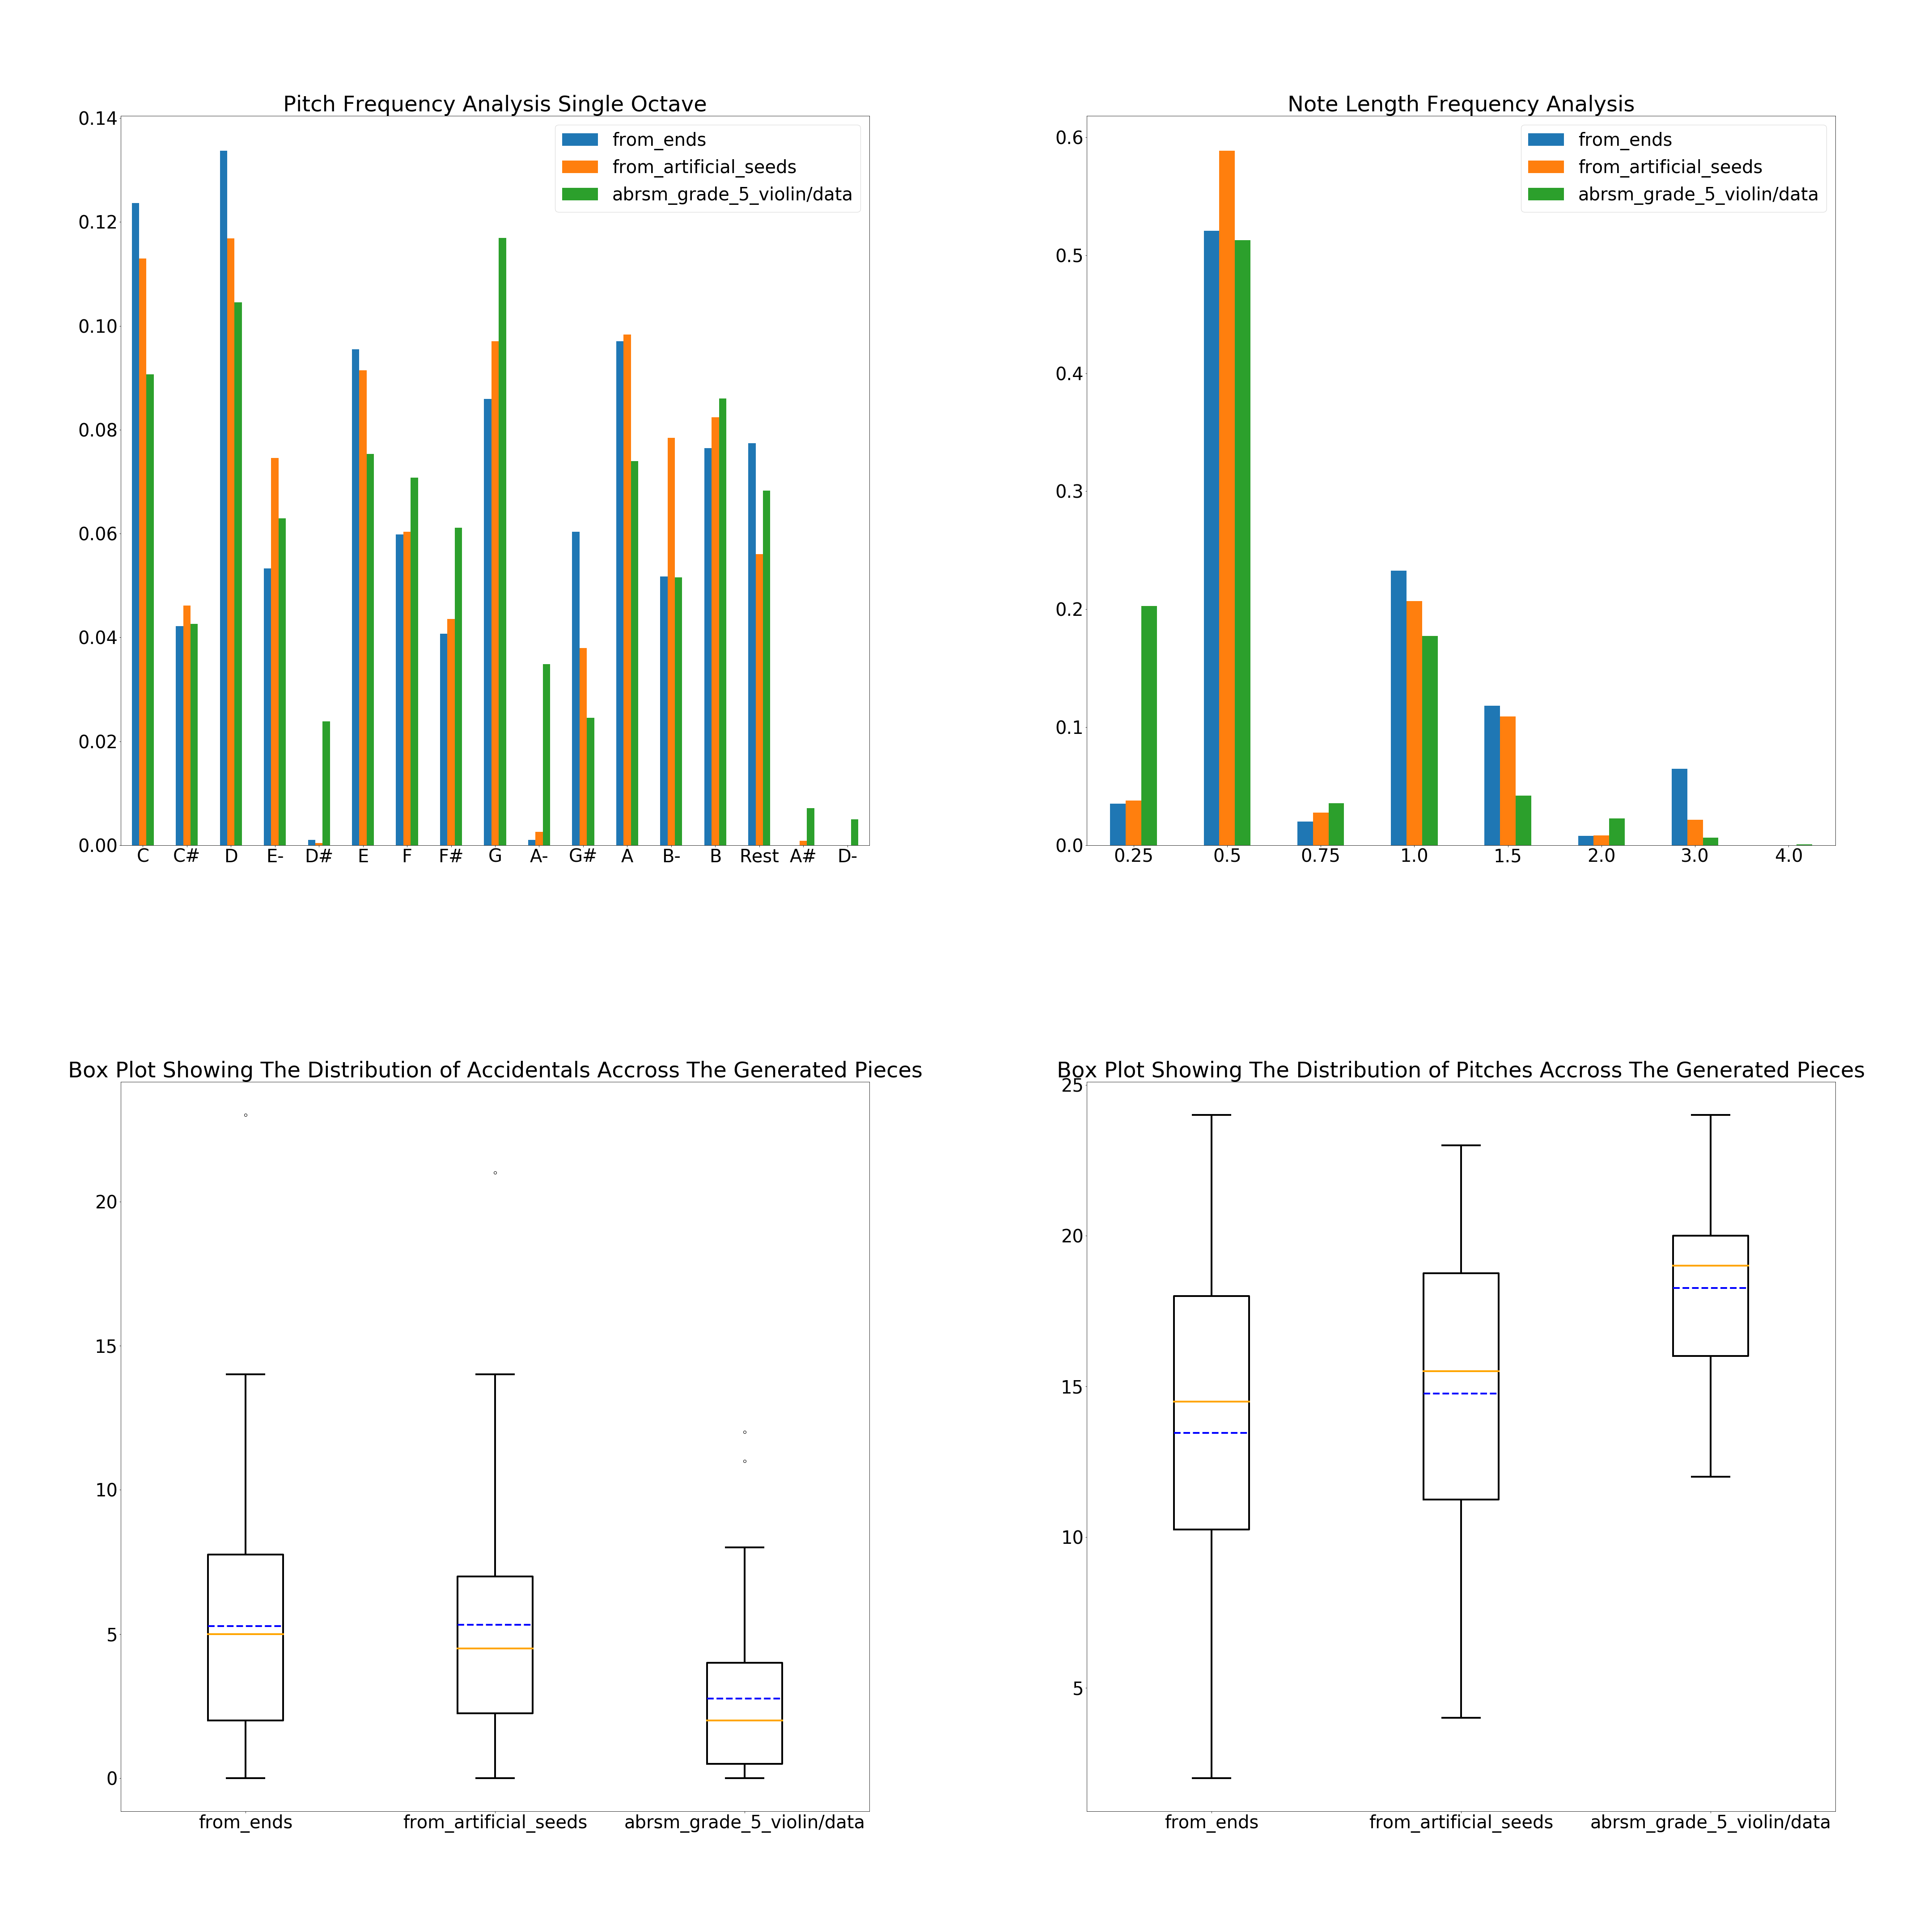 Pitch Frequency Analysis Single Octave
0.14
0.12
0.10
0.08
0.06
0.04
0.02
0.00
from_ends
from_artificial_seeds
abrsm_grade_5_violin/data
C C# D E- D# E F F# G A- G# A B- B Rest A# D-
Note Length Frequency Analysis
0.6
0.5
0.4
0.3
0.2
0.1
0.0
from_ends
from_artificial_seeds
abrsm_grade_5_violin/data
0.25 0.5 0.75 1.0 1.5 2.0 3.0 4.0
Box Plot Showing The Distribution of Accidentals Accross The Generated Pieces
20
15
10
5
0
from_ends from_artificial_seeds abrsm_grade_5_violin/data
Box Plot Showing The Distribution of Pitches Accross The Generated Pieces
25
20
15
10
5
from_ends from_artificial_seeds abrsm_grade_5_violin/data